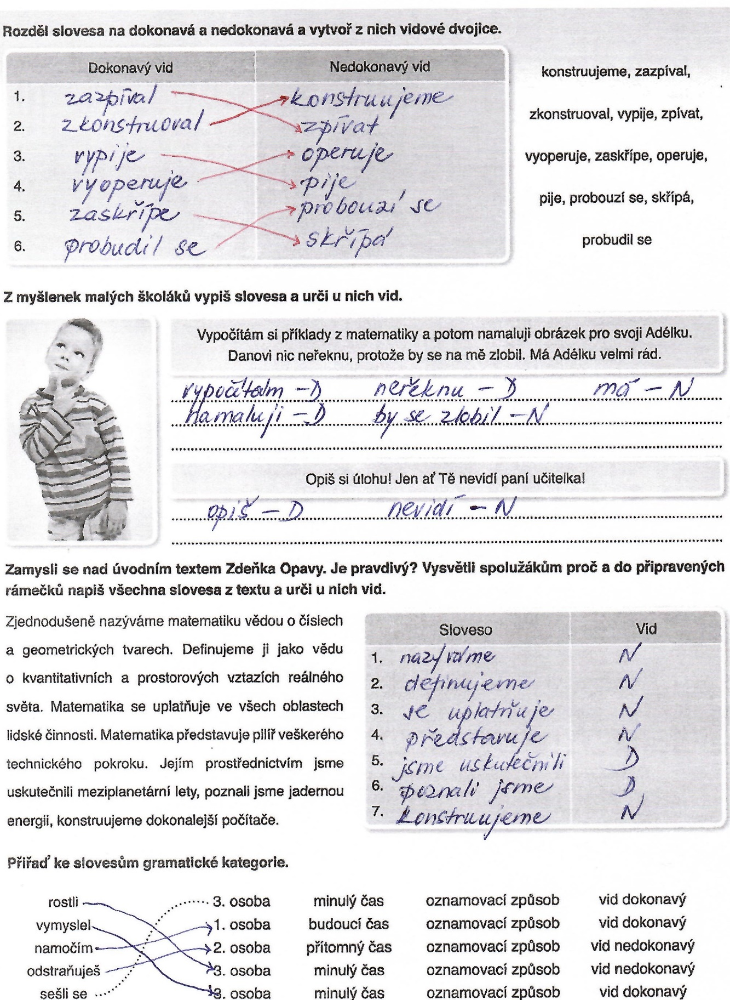 Rozděl slovesa na dokonavá a nedokonavá a vytvoř z nich vidové dvojice.
Dokonavý vid Nedokonavý vid
1. zazpíval konstruujeme
2. zkonstruoval zpívat
3. vypije operuje
4. vyoperuje pije
5. zaskřípe probouzí se
6. probudil se skřípá
konstruujeme, zazpíval,
zkonstruoval, vypije, zpívat,
vyoperuje, zaskřípe, operuje,
pije, probouzí se, skřípá,
probudil se
Z myšlenek malých školáků vypiš slovesa a urči u nich vid.
Vypočítám si příklady z matematiky a potom namaluji obrázek pro svoji Adélku.
Danovi nic neřeknu, protože by se na mě zlobil. Má Adélku velmi rád.
vypočítám – D neřeknu – D má – N
namaluji – D by se zlobil – N
Opiš si úlohu! Jen ať Tě nevidí paní učitelka!
opiš – D nevidí – N
Zamysli se nad úvodním textem Zdeňka Opavy. Je pravdivý? Vysvětli spolužákům proč a do připravených
rámečků napiš všechna slovesa z textu a urči u nich vid.
Zjednodušeně nazýváme matematiku vědou o číslech
a geometrických tvarech. Definujeme ji jako vědu
o kvantitativních a prostorových vztazích reálného
světa. Matematika se uplatňuje ve všech oblastech
lidské činnosti. Matematika představuje pilíř veškerého
technického pokroku. Jejím prostřednictvím jsme
uskutečnili meziplanetární lety, poznali jsme jadernou
energii, konstruujeme dokonalejší počítače.
Sloveso Vid
1. nazýváme N
2. definujeme N
3. se uplatňuje N
4. představuje N
5. jsme uskutečnili D
6. poznali jsme D
7. konstruujeme N
Přiřaď ke slovesům gramatické kategorie.
rostli 3. osoba minulý čas oznamovací způsob vid dokonavý
vymyslel 1. osoba budoucí čas oznamovací způsob vid dokonavý
namočím 2. osoba přítomný čas oznamovací způsob vid nedokonavý
odstraňuješ 3. osoba minulý čas oznamovací způsob vid nedokonavý
sešli se 3. osoba minulý čas oznamovací způsob vid dokonavý